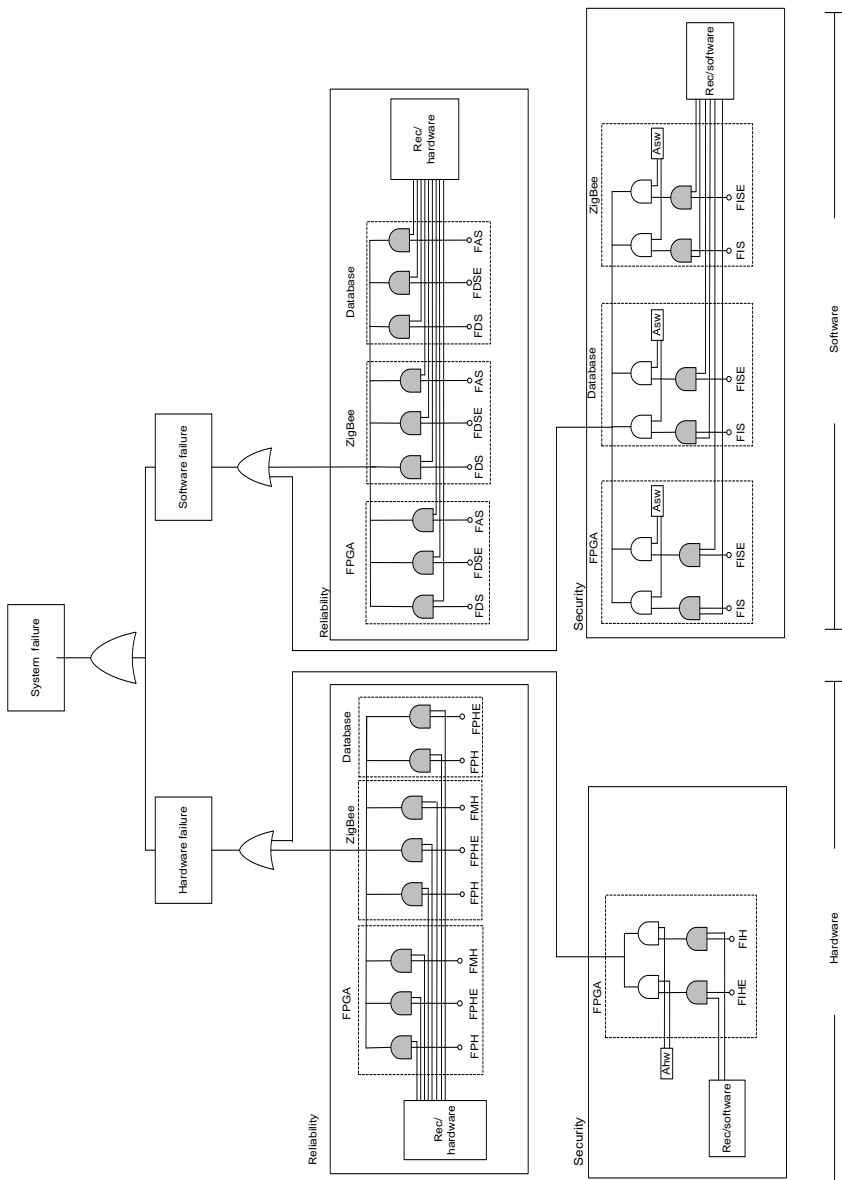 System failure
Hardware failure
Software failure
Reliability
FPGA
ZigBee
Database
Rec/
hardware
FPH
FPHE
FMH
FPH
FPHE
FMH
FPH
FPHE
Reliability
FPGA
ZigBee
Database
Rec/
hardware
FDS
FDSE
FAS
FDS
FDSE
FAS
FDS
FDSE
FAS
Security
FPGA
Ahw
Rec/software
FIHE
FIH
Security
FPGA
Database
ZigBee
Asw
Asw
Asw
Rec/software
FIS
FISE
FIS
FISE
FIS
FISE
Hardware
Software